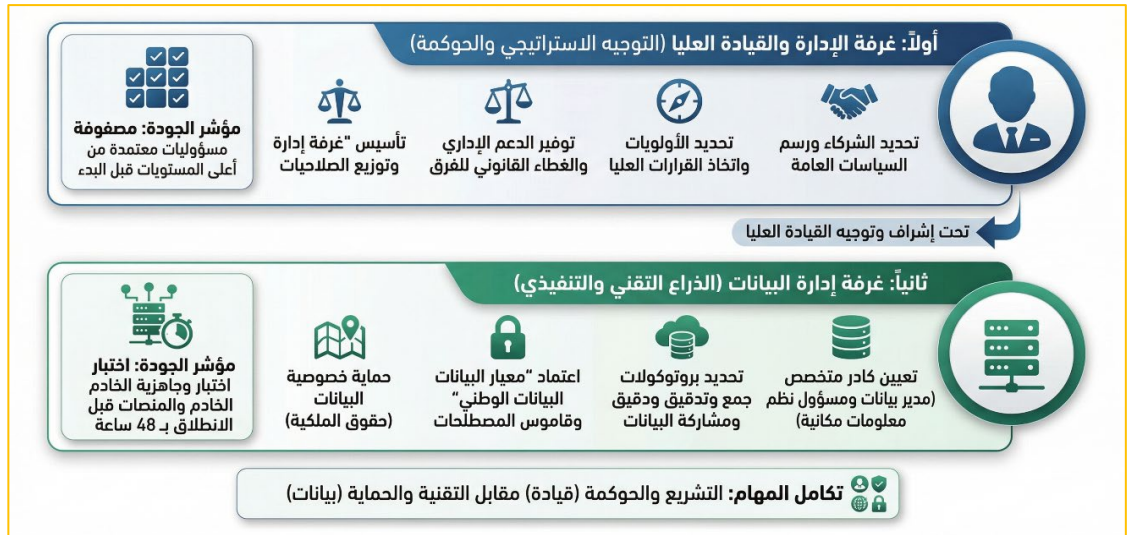 أولاً: غرفة الإدارة والقيادة العليا (التوجيه الاستراتيجي والحوكمة)
تحديد الشركاء ورسم
السياسات العامة
تحديد الأولويات
واتخاذ القرارات العليا
توفير الدعم الإداري
والغطاء القانوني للفرق
تأسيس "غرفة إدارة
وتوزيع الصلاحيات
مؤشر الجودة: مصفوفة
مسؤوليات معتمدة من
أعلى المستويات قبل البدء
تحت إشراف وتوجيه القيادة العليا
ثانياً: غرفة إدارة البيانات (الذراع التقني والتنفيذي)
تعيين كادر متخصص
(مدير بيانات ومسؤول نظم
معلومات مكانية)
تحديد بروتوكولات
جمع وتدقيق ودقيق
ومشاركة البيانات
اعتماد "معيار البيانات
البيانات الوطني"
وقاموس المصطلحات
حماية خصوصية
البيانات
(حقوق الملكية)
مؤشر الجودة: اختبار
اختبار وجاهزية الخادم
الخادم والمنصات قبل
الانطلاق بـ 48 ساعة
تكامل المهام: التشريع والحوكمة (قيادة) مقابل التقنية والحماية (بيانات)